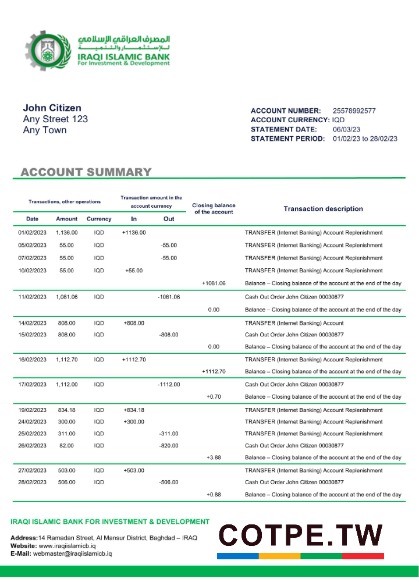 المصرف العراقي الإسلامي
للإستثمار والتنمية
IRAQI ISLAMIC BANK
For Investment & Development
John Citizen
Any Street 123
Any Town
ACCOUNT NUMBER: 25578992577
ACCOUNT CURRENCY: IQD
STATEMENT DATE: 06/03/23
STATEMENT PERIOD: 01/02/23 to 28/02/23
ACCOUNT SUMMARY
Transactions, other operations Transaction amount in the account currency Closing balance of the account Transaction description
Date Amount Currency In Out
01/02/2023 1,136.00 IQD +1136.00 TRANSFER (Internet Banking) Account Replenishment
05/02/2023 55.00 IQD -55.00 TRANSFER (Internet Banking) Account Replenishment
07/02/2023 55.00 IQD -55.00 TRANSFER (Internet Banking) Account Replenishment
10/02/2023 55.00 IQD +55.00 TRANSFER (Internet Banking) Account Replenishment
+1081.06 Balance – Closing balance of the account at the end of the day
11/02/2023 1,081.06 IQD -1081.06 Cash Out Order John Citizen 00030877
0.00 Balance – Closing balance of the account at the end of the day
14/02/2023 808.00 IQD +808.00 TRANSFER (Internet Banking) Account
15/02/2023 808.00 IQD -808.00 Cash Out Order John Citizen 00030877
0.00 Balance – Closing balance of the account at the end of the day
16/02/2023 1,112.70 IQD +1112.70 TRANSFER (Internet Banking) Account Replenishment
+1112.70 Balance – Closing balance of the account at the end of the day
17/02/2023 1,112.00 IQD -1112.00 Cash Out Order John Citizen 00030877
+0.70 Balance – Closing balance of the account at the end of the day
19/02/2023 834.18 IQD +834.18 TRANSFER (Internet Banking) Account Replenishment
24/02/2023 300.00 IQD +300.00 TRANSFER (Internet Banking) Account Replenishment
25/02/2023 311.00 IQD -311.00 TRANSFER (Internet Banking) Account Replenishment
26/02/2023 82.00 IQD -820.00 Cash Out Order John Citizen 00030877
+3.88 Balance – Closing balance of the account at the end of the day
27/02/2023 503.00 IQD +503.00 TRANSFER (Internet Banking) Account Replenishment
28/02/2023 506.00 IQD -506.00 Cash Out Order John Citizen 00030877
+0.88 Balance – Closing balance of the account at the end of the day
IRAQI ISLAMIC BANK FOR INVESTMENT & DEVELOPMENT
Address:14 Ramadan Street, Al Mansur District, Baghdad – IRAQ
Website: www.iraqiislamicb.iq
E-Mail: webmaster@iraqiislamicb.iq
COTPE.TW